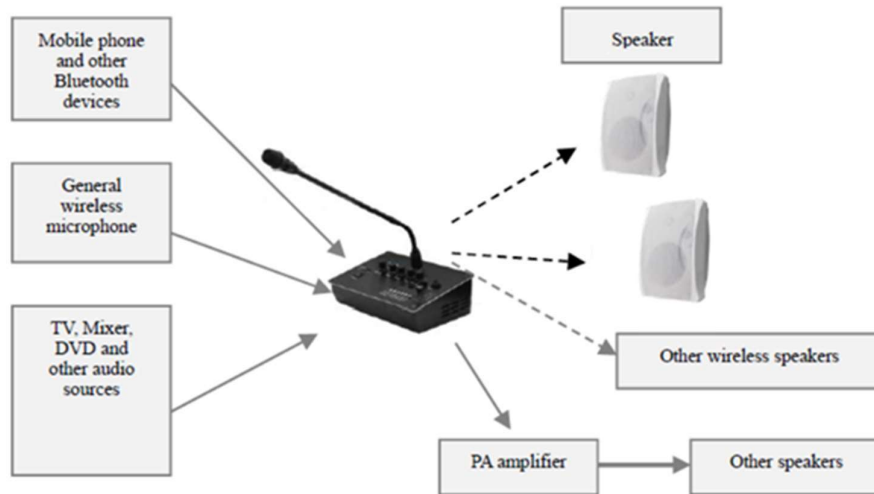 Mobile phone
and other
Bluetooth
devices
Speaker
General
wireless
microphone
TV, Mixer,
DVD and
other audio
sources
Other wireless speakers
PA amplifier
Other speakers